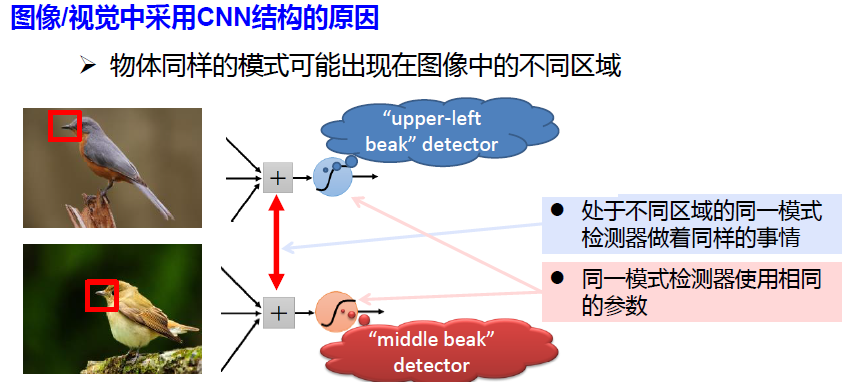 图像/视觉中采用CNN结构的原因
➢ 物体同样的模式可能出现在图像中的不同区域
“upper-left
beak” detector
+
● 处于不同区域的同一模式
检测器做着同样的事情
● 同一模式检测器使用相同
的参数
+
“middle beak”
detector